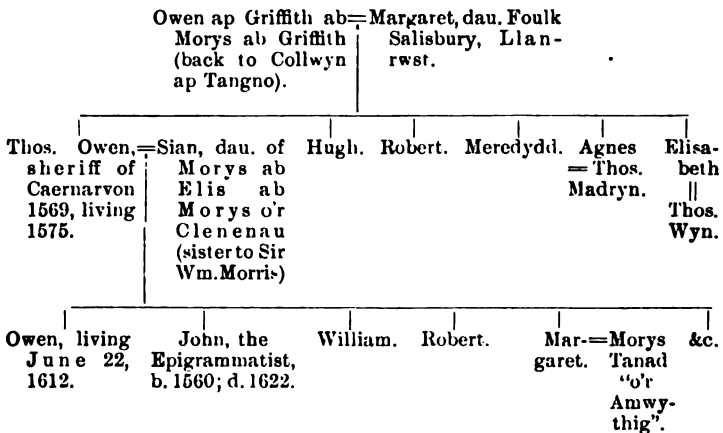 Owen ap Griffith ab=Margaret, dau. Foulk
Morys ab Griffith Salisbury, Llan-
(back to Collwyn rwst.
ap Tangno).
Thos. Owen,=Sian, dau. of Hugh. Robert. Meredydd. Agnes Elisa-
sheriff of Morys ab = Thos. beth
Caernarvon Elis ab Madryn. ||
1569, living Morys o'r Thos.
1575. Clenenau Wyn.
(sister to Sir
Wm. Morris)
Owen, living John, the William. Robert. Mar-=Morys &c.
June 22, Epigrammatist, garet. Tanad
1612. b. 1560; d. 1622. "o'r
Amwy-
thig".